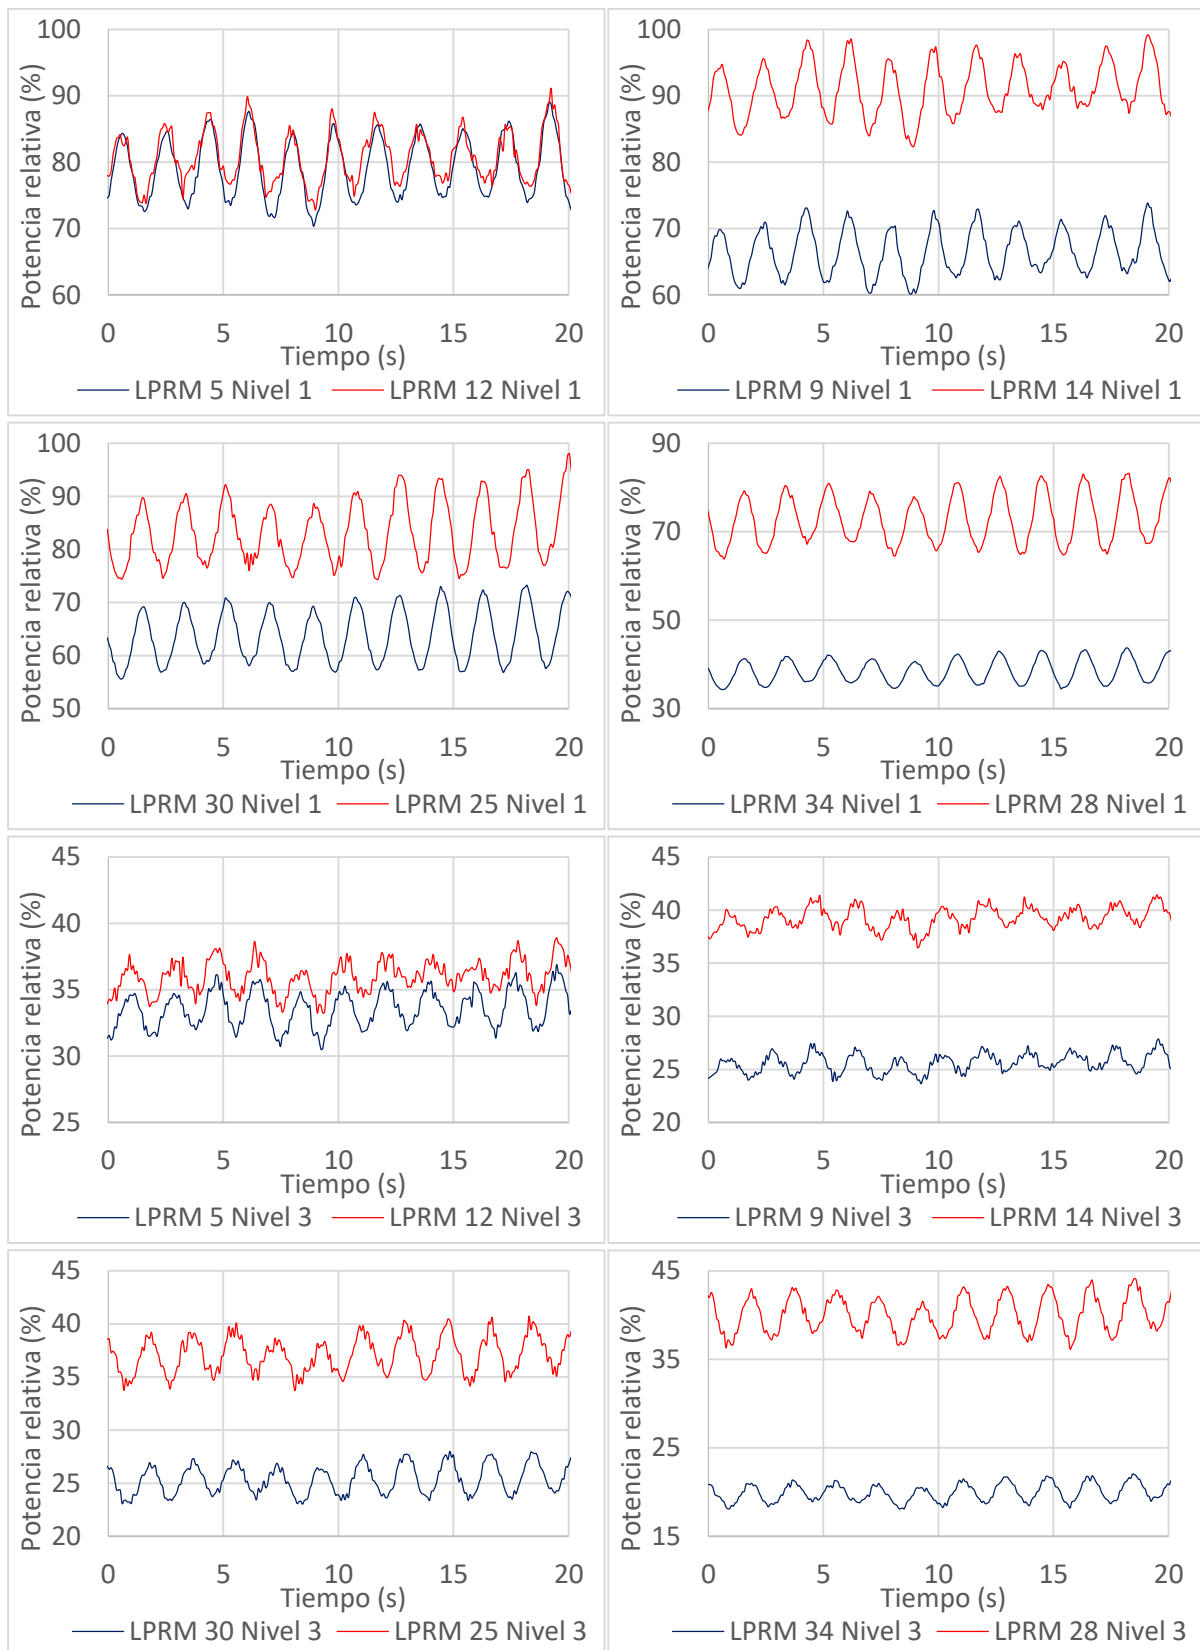 100
90
80
70
60
Potencia relativa (%)
0 5 10 15 20
Tiempo (s)
LPRM 5 Nivel 1 LPRM 12 Nivel 1
100
90
80
70
60
Potencia relativa (%)
0 5 10 15 20
Tiempo (s)
LPRM 9 Nivel 1 LPRM 14 Nivel 1
100
90
80
70
60
50
Potencia relativa (%)
0 5 10 15 20
Tiempo (s)
LPRM 30 Nivel 1 LPRM 25 Nivel 1
90
70
50
30
Potencia relativa (%)
0 5 10 15 20
Tiempo (s)
LPRM 34 Nivel 1 LPRM 28 Nivel 1
45
40
35
30
25
Potencia relativa (%)
0 5 10 15 20
Tiempo (s)
LPRM 5 Nivel 3 LPRM 12 Nivel 3
45
40
35
30
25
20
Potencia relativa (%)
0 5 10 15 20
Tiempo (s)
LPRM 9 Nivel 3 LPRM 14 Nivel 3
45
40
35
30
25
20
Potencia relativa (%)
0 5 10 15 20
Tiempo (s)
LPRM 30 Nivel 3 LPRM 25 Nivel 3
45
35
25
15
Potencia relativa (%)
0 5 10 15 20
Tiempo (s)
LPRM 34 Nivel 3 LPRM 28 Nivel 3